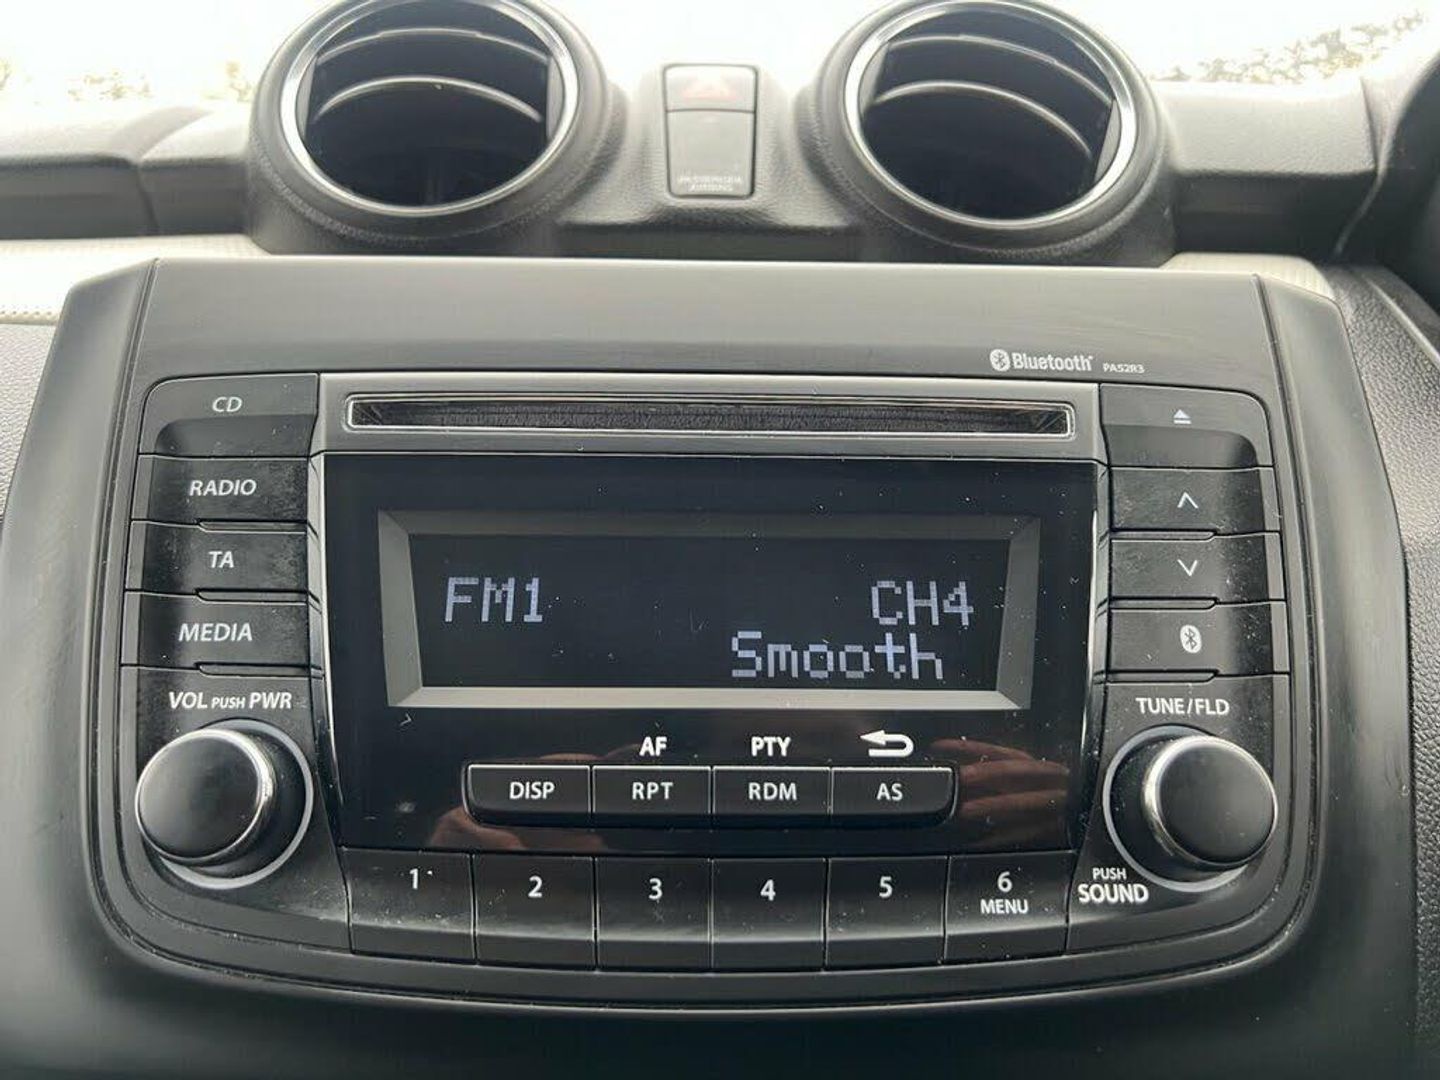 Bluetooth PA52R3
CD
RADIO
TA
MEDIA
VOL PUSH PWR
FM1 CH4
Smooth
TUNE/FLD
AF PTY
DISP RPT RDM AS
1 2 3 4 5 6
MENU
PUSH
SOUND